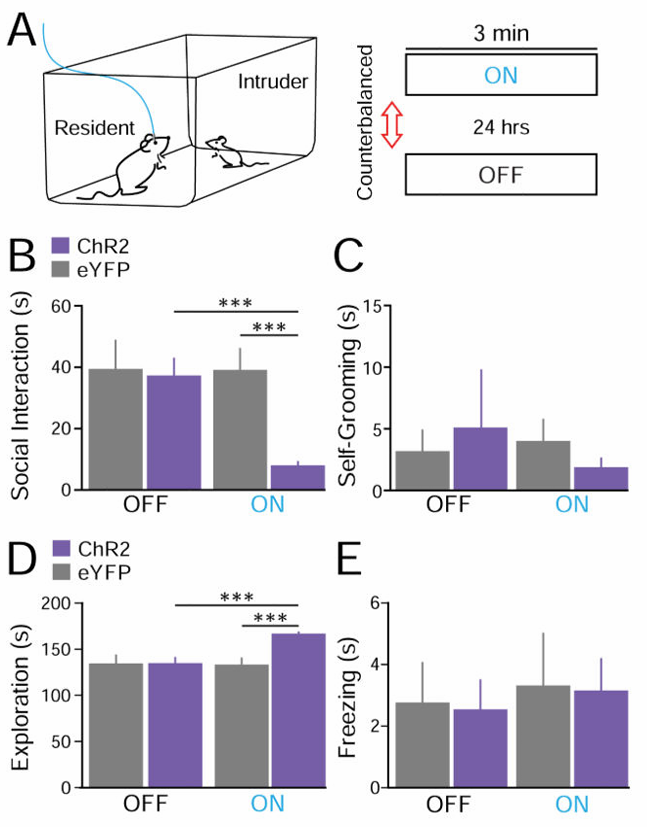 A
Resident
Intruder
Counterbalanced
3 min
ON
24 hrs
OFF
B
ChR2
eYFP
Social Interaction (s)
60
40
20
0
***
***
OFF
ON
C
Self-Grooming (s)
15
10
5
0
OFF
ON
D
ChR2
eYFP
Exploration (s)
200
150
100
50
0
***
***
OFF
ON
E
Freezing (s)
6
4
2
0
OFF
ON